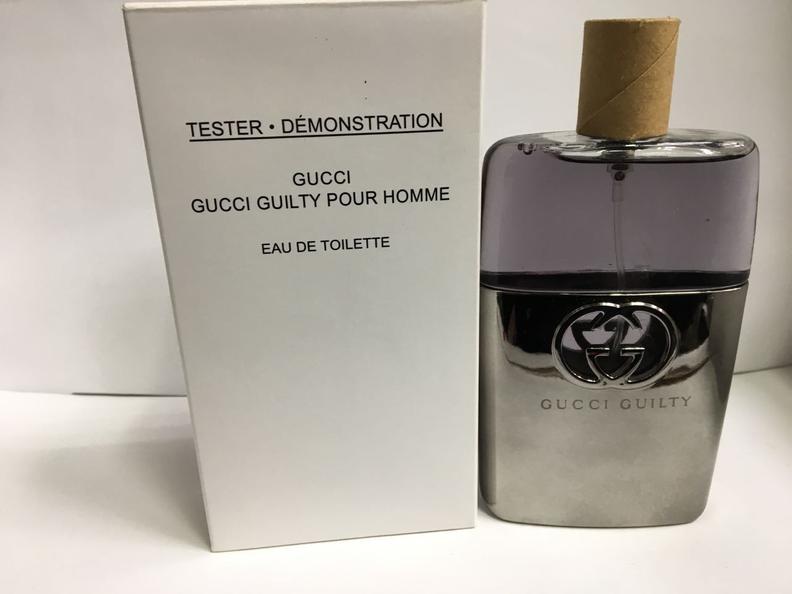 TESTER • DÉMONSTRATION
GUCCI
GUCCI GUILTY POUR HOMME
EAU DE TOILETTE
GUCCI GUILTY